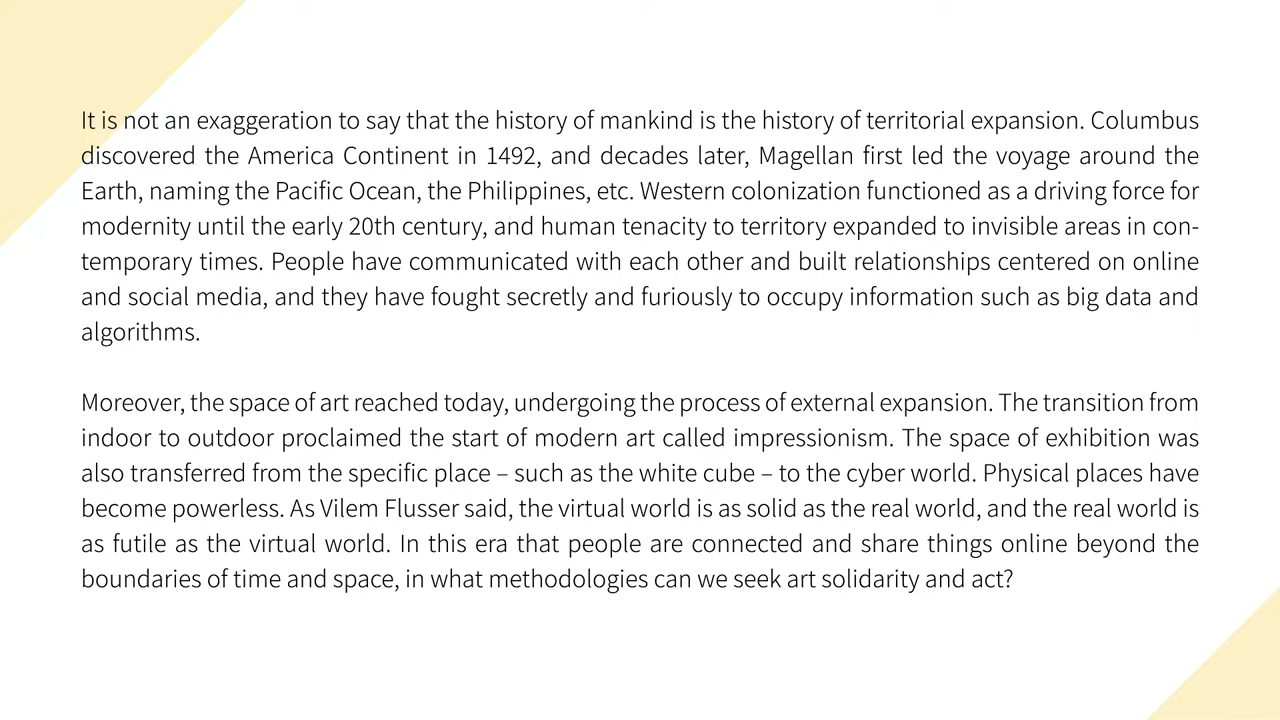 It is not an exaggeration to say that the history of mankind is the history of territorial expansion. Columbus
discovered the America Continent in 1492, and decades later, Magellan first led the voyage around the
Earth, naming the Pacific Ocean, the Philippines, etc. Western colonization functioned as a driving force for
modernity until the early 20th century, and human tenacity to territory expanded to invisible areas in con-
temporary times. People have communicated with each other and built relationships centered on online
and social media, and they have fought secretly and furiously to occupy information such as big data and
algorithms.
Moreover, the space of art reached today, undergoing the process of external expansion. The transition from
indoor to outdoor proclaimed the start of modern art called impressionism. The space of exhibition was
also transferred from the specific place – such as the white cube – to the cyber world. Physical places have
become powerless. As Vilem Flusser said, the virtual world is as solid as the real world, and the real world is
as futile as the virtual world. In this era that people are connected and share things online beyond the
boundaries of time and space, in what methodologies can we seek art solidarity and act?